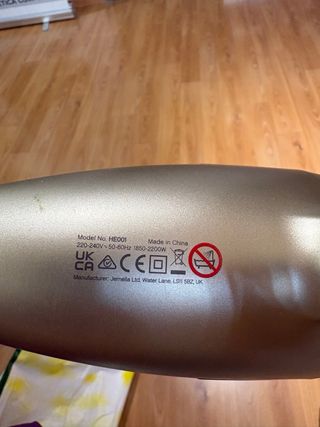 Model No. HE001
Made in China
220-240V ~ 50-60Hz 1850-2200W
UK
CA
CE
Manufacturer: Jemella Ltd, Water Lane, LS11 5BZ, UK